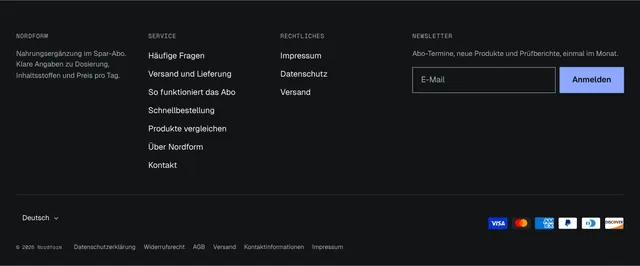 NORDFORM
Nahrungsergänzung im Spar-Abo.
Klare Angaben zu Dosierung,
Inhaltsstoffen und Preis pro Tag.
SERVICE
Häufige Fragen
Versand und Lieferung
So funktioniert das Abo
Schnellbestellung
Produkte vergleichen
Über Nordform
Kontakt
RECHTLICHES
Impressum
Datenschutz
Versand
NEWSLETTER
Abo-Termine, neue Produkte und Prüfberichte, einmal im Monat.
E-Mail
Anmelden
Deutsch
VISA
DISCOVER
© 2026 Nordform Datenschutzerklärung Widerrufsrecht AGB Versand Kontaktinformationen Impressum